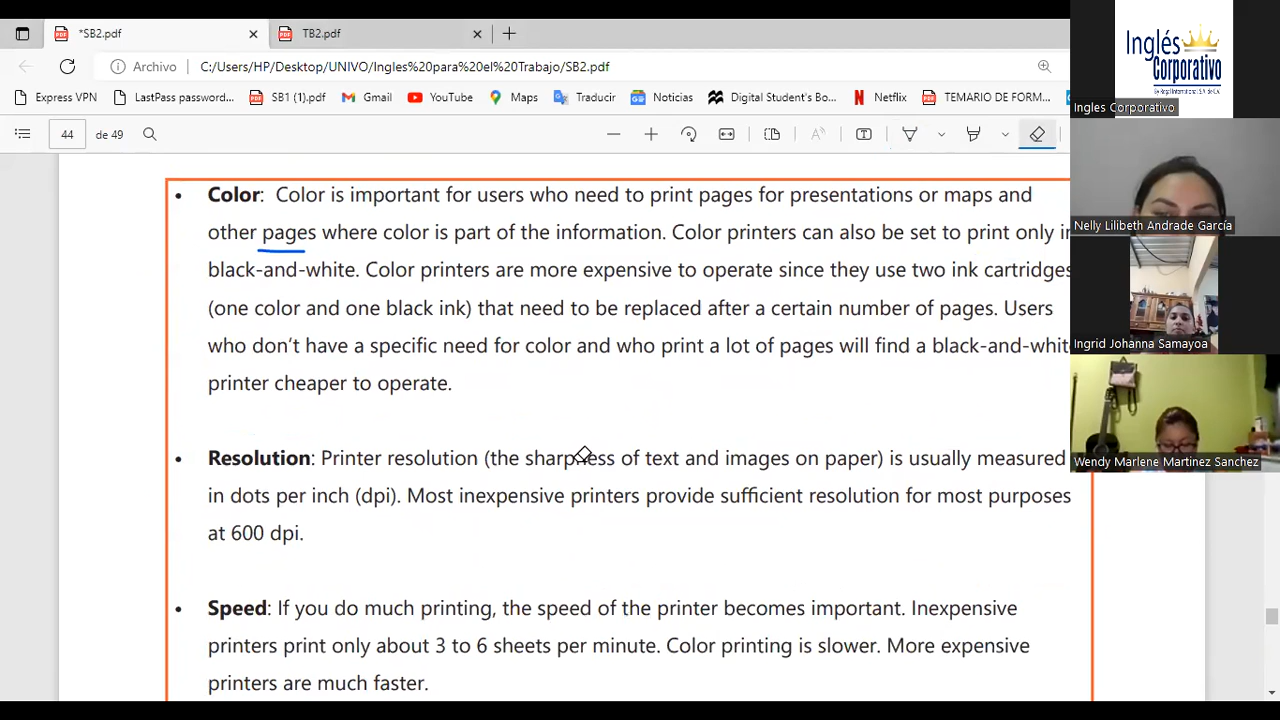 *SB2.pdf
TB2.pdf
Archivo
C:/Users/HP/Desktop/UNIVO/Ingles%20para%20el%20Trabajo/SB2.pdf
Express VPN
LastPass password...
SB1 (1).pdf
Gmail
YouTube
Maps
Traducir
Noticias
Digital Student's Bo...
Netflix
TEMARIO DE FORM...
44 de 49
• Color: Color is important for users who need to print pages for presentations or maps and
other pages where color is part of the information. Color printers can also be set to print only in
black-and-white. Color printers are more expensive to operate since they use two ink cartridges
(one color and one black ink) that need to be replaced after a certain number of pages. Users
who don't have a specific need for color and who print a lot of pages will find a black-and-whit
printer cheaper to operate.
• Resolution: Printer resolution (the sharpness of text and images on paper) is usually measured
in dots per inch (dpi). Most inexpensive printers provide sufficient resolution for most purposes
at 600 dpi.
• Speed: If you do much printing, the speed of the printer becomes important. Inexpensive
printers print only about 3 to 6 sheets per minute. Color printing is slower. More expensive
printers are much faster.
Inglés
Corporativo
Ingles Corporativo
Nelly Lilibeth Andrade García
Ingrid Johanna Samayoa
Wendy Marlene Martinez Sanchez